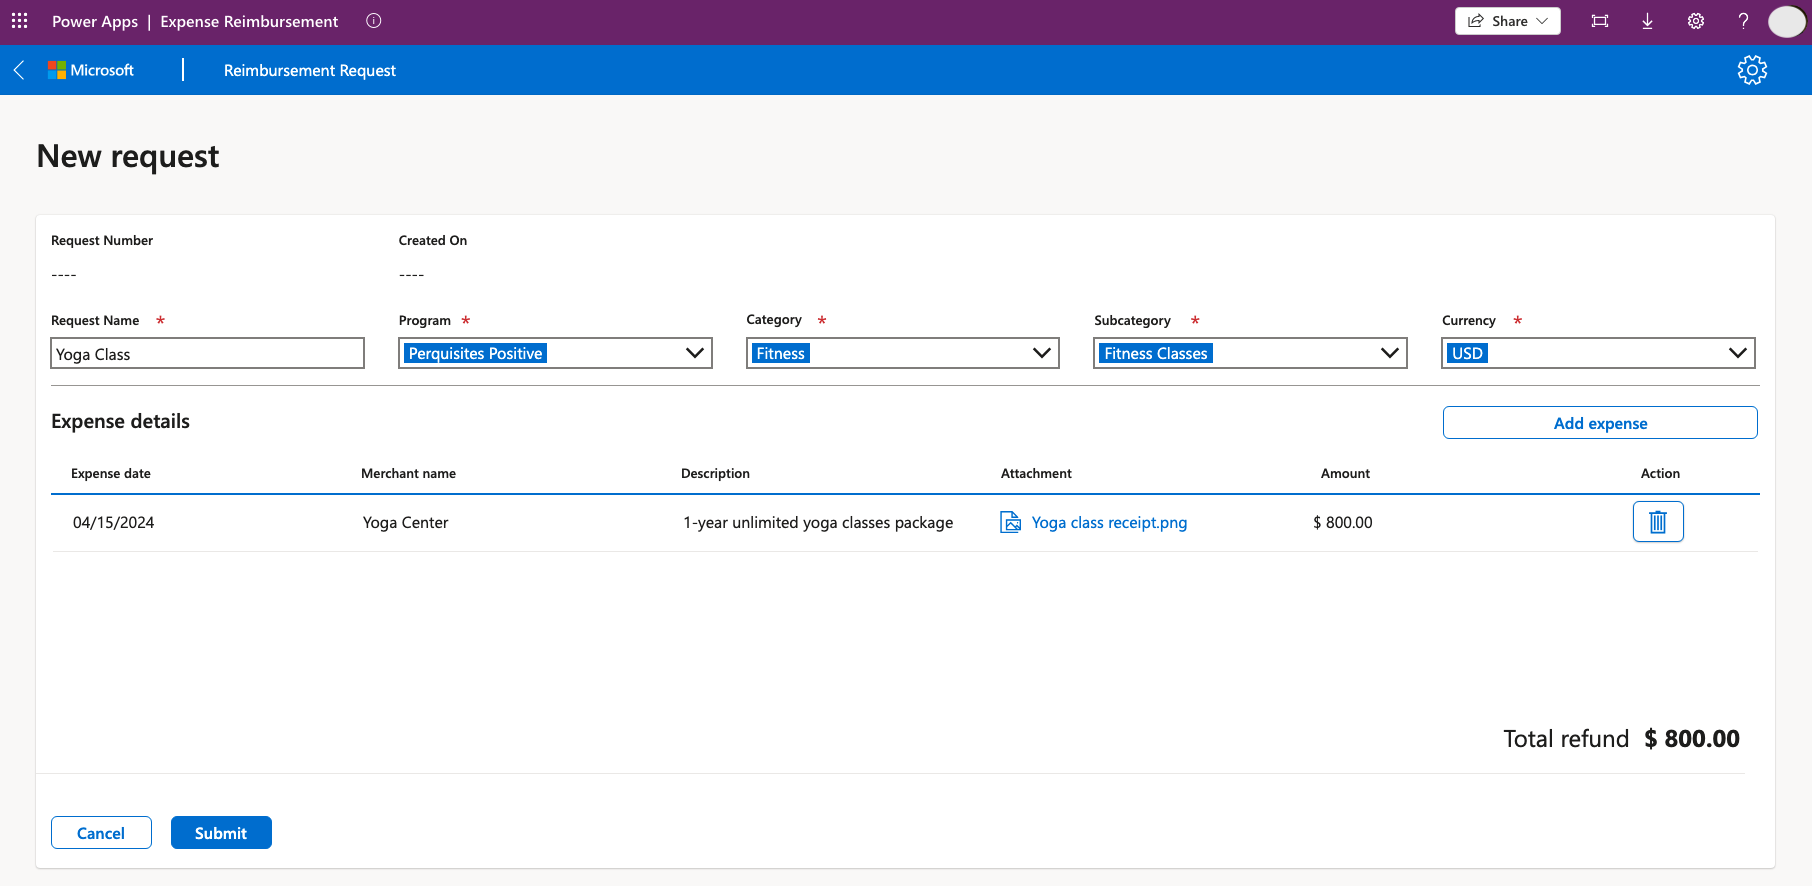 Power Apps | Expense Reimbursement
Share
?
Microsoft | Reimbursement Request
New request
Request Number
Created On
----
----
Request Name *
Program *
Category *
Subcategory *
Currency *
Yoga Class
Perquisites Positive
Fitness
Fitness Classes
USD
Expense details
Add expense
Expense date
Merchant name
Description
Attachment
Amount
Action
04/15/2024
Yoga Center
1-year unlimited yoga classes package
Yoga class receipt.png
$ 800.00
Total refund $ 800.00
Cancel
Submit